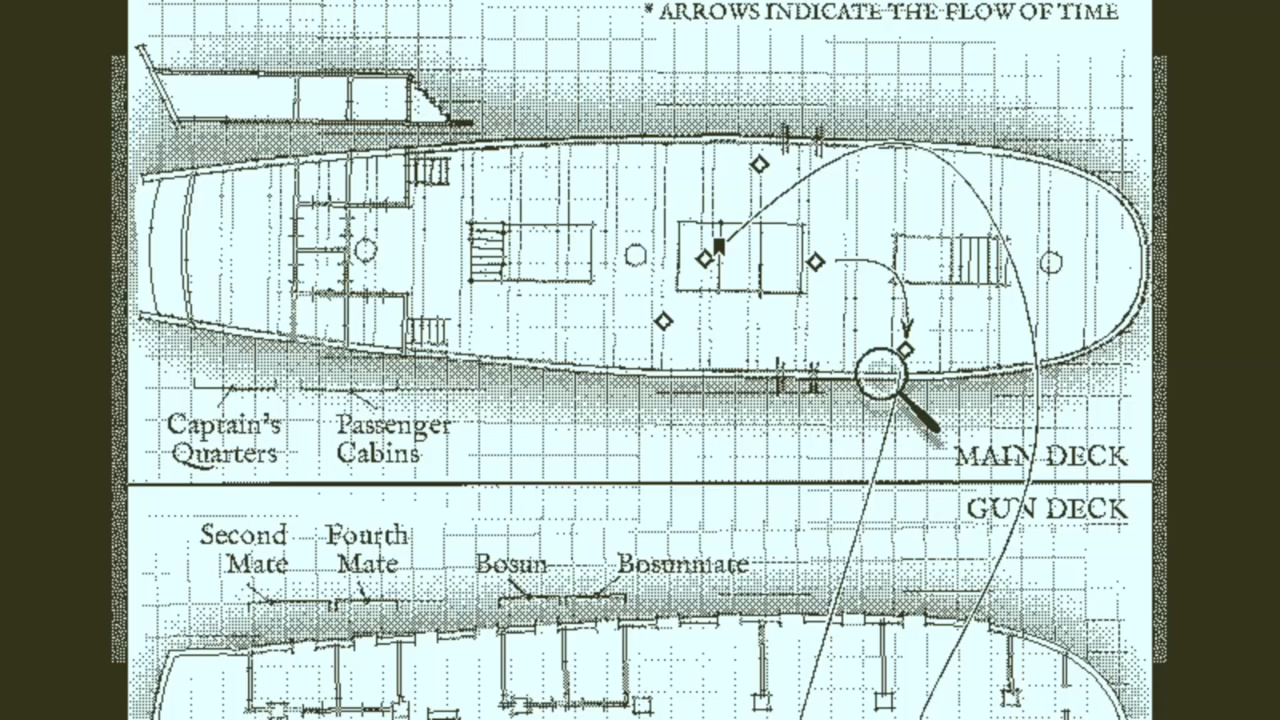 * ARROWS INDICATE THE FLOW OF TIME
Captain's
Quarters
Passenger
Cabins
MAIN DECK
GUN DECK
Second
Mate
Fourth
Mate
Bosun
Bosunmate